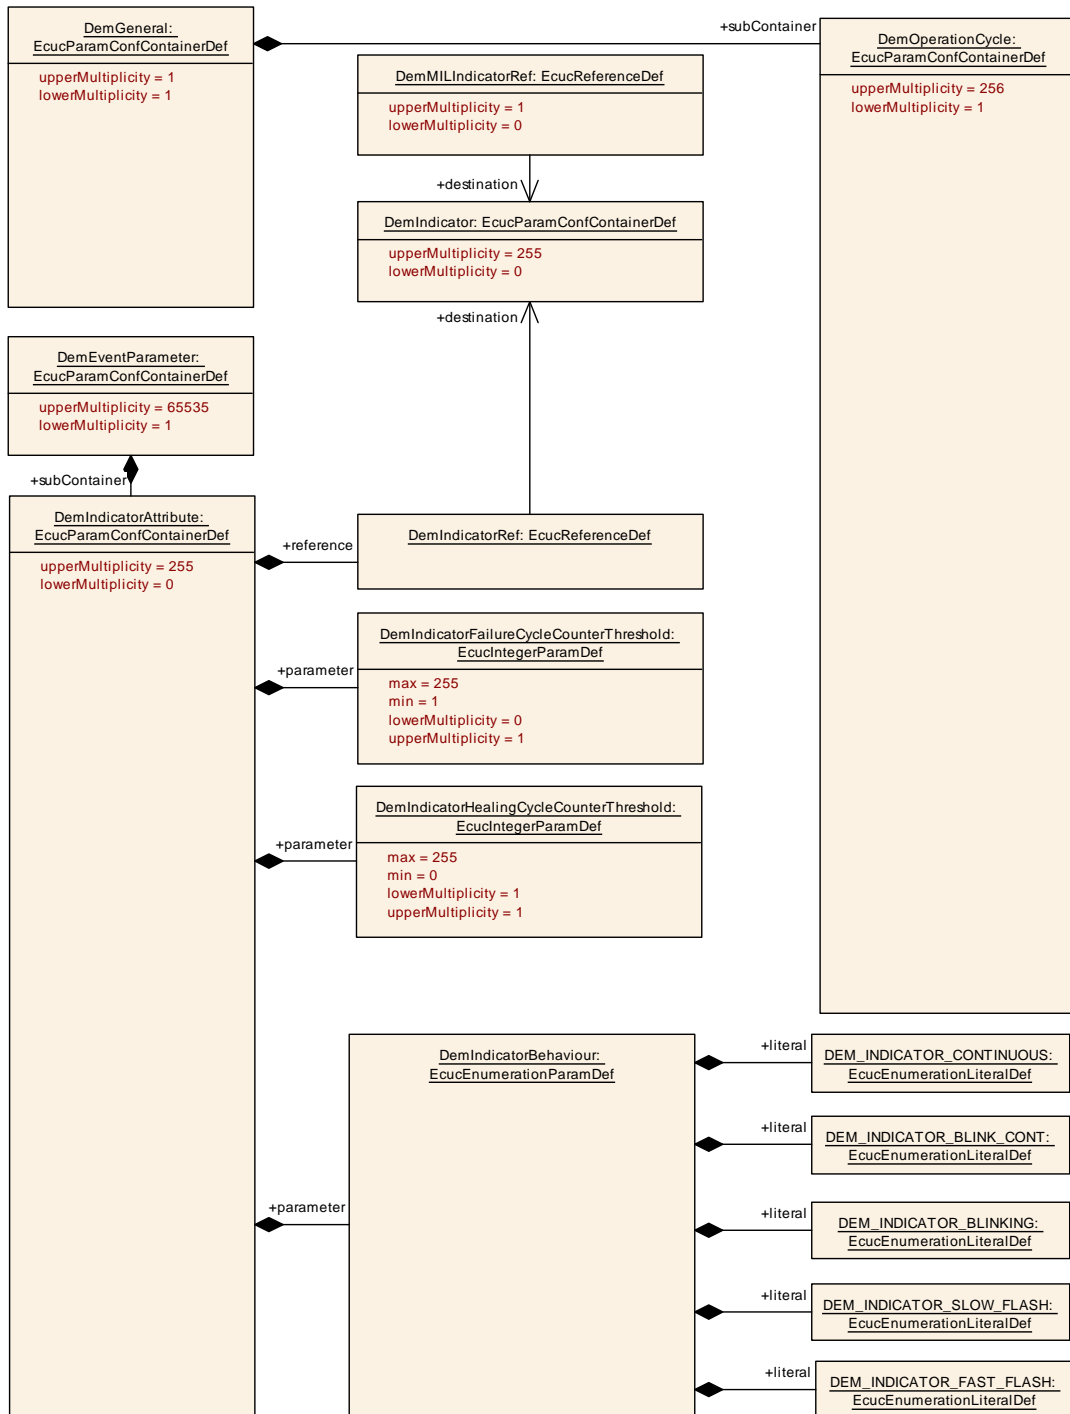 DemGeneral:
EcucParamConfContainerDef
upperMultiplicity = 1
lowerMultiplicity = 1
+subContainer
DemOperationCycle:
EcucParamConfContainerDef
upperMultiplicity = 256
lowerMultiplicity = 1
DemMILIndicatorRef: EcucReferenceDef
upperMultiplicity = 1
lowerMultiplicity = 0
+destination
DemIndicator: EcucParamConfContainerDef
upperMultiplicity = 255
lowerMultiplicity = 0
+destination
DemEventParameter:
EcucParamConfContainerDef
upperMultiplicity = 65535
lowerMultiplicity = 1
+subContainer
DemIndicatorAttribute:
EcucParamConfContainerDef
upperMultiplicity = 255
lowerMultiplicity = 0
+reference
DemIndicatorRef: EcucReferenceDef
+parameter
DemIndicatorFailureCycleCounterThreshold:
EcucIntegerParamDef
max = 255
min = 1
lowerMultiplicity = 0
upperMultiplicity = 1
+parameter
DemIndicatorHealingCycleCounterThreshold:
EcucIntegerParamDef
max = 255
min = 0
lowerMultiplicity = 1
upperMultiplicity = 1
+parameter
DemIndicatorBehaviour:
EcucEnumerationParamDef
+literal
DEM_INDICATOR_CONTINUOUS:
EcucEnumerationLiteralDef
+literal
DEM_INDICATOR_BLINK_CONT:
EcucEnumerationLiteralDef
+literal
DEM_INDICATOR_BLINKING:
EcucEnumerationLiteralDef
+literal
DEM_INDICATOR_SLOW_FLASH:
EcucEnumerationLiteralDef
+literal
DEM_INDICATOR_FAST_FLASH:
EcucEnumerationLiteralDef